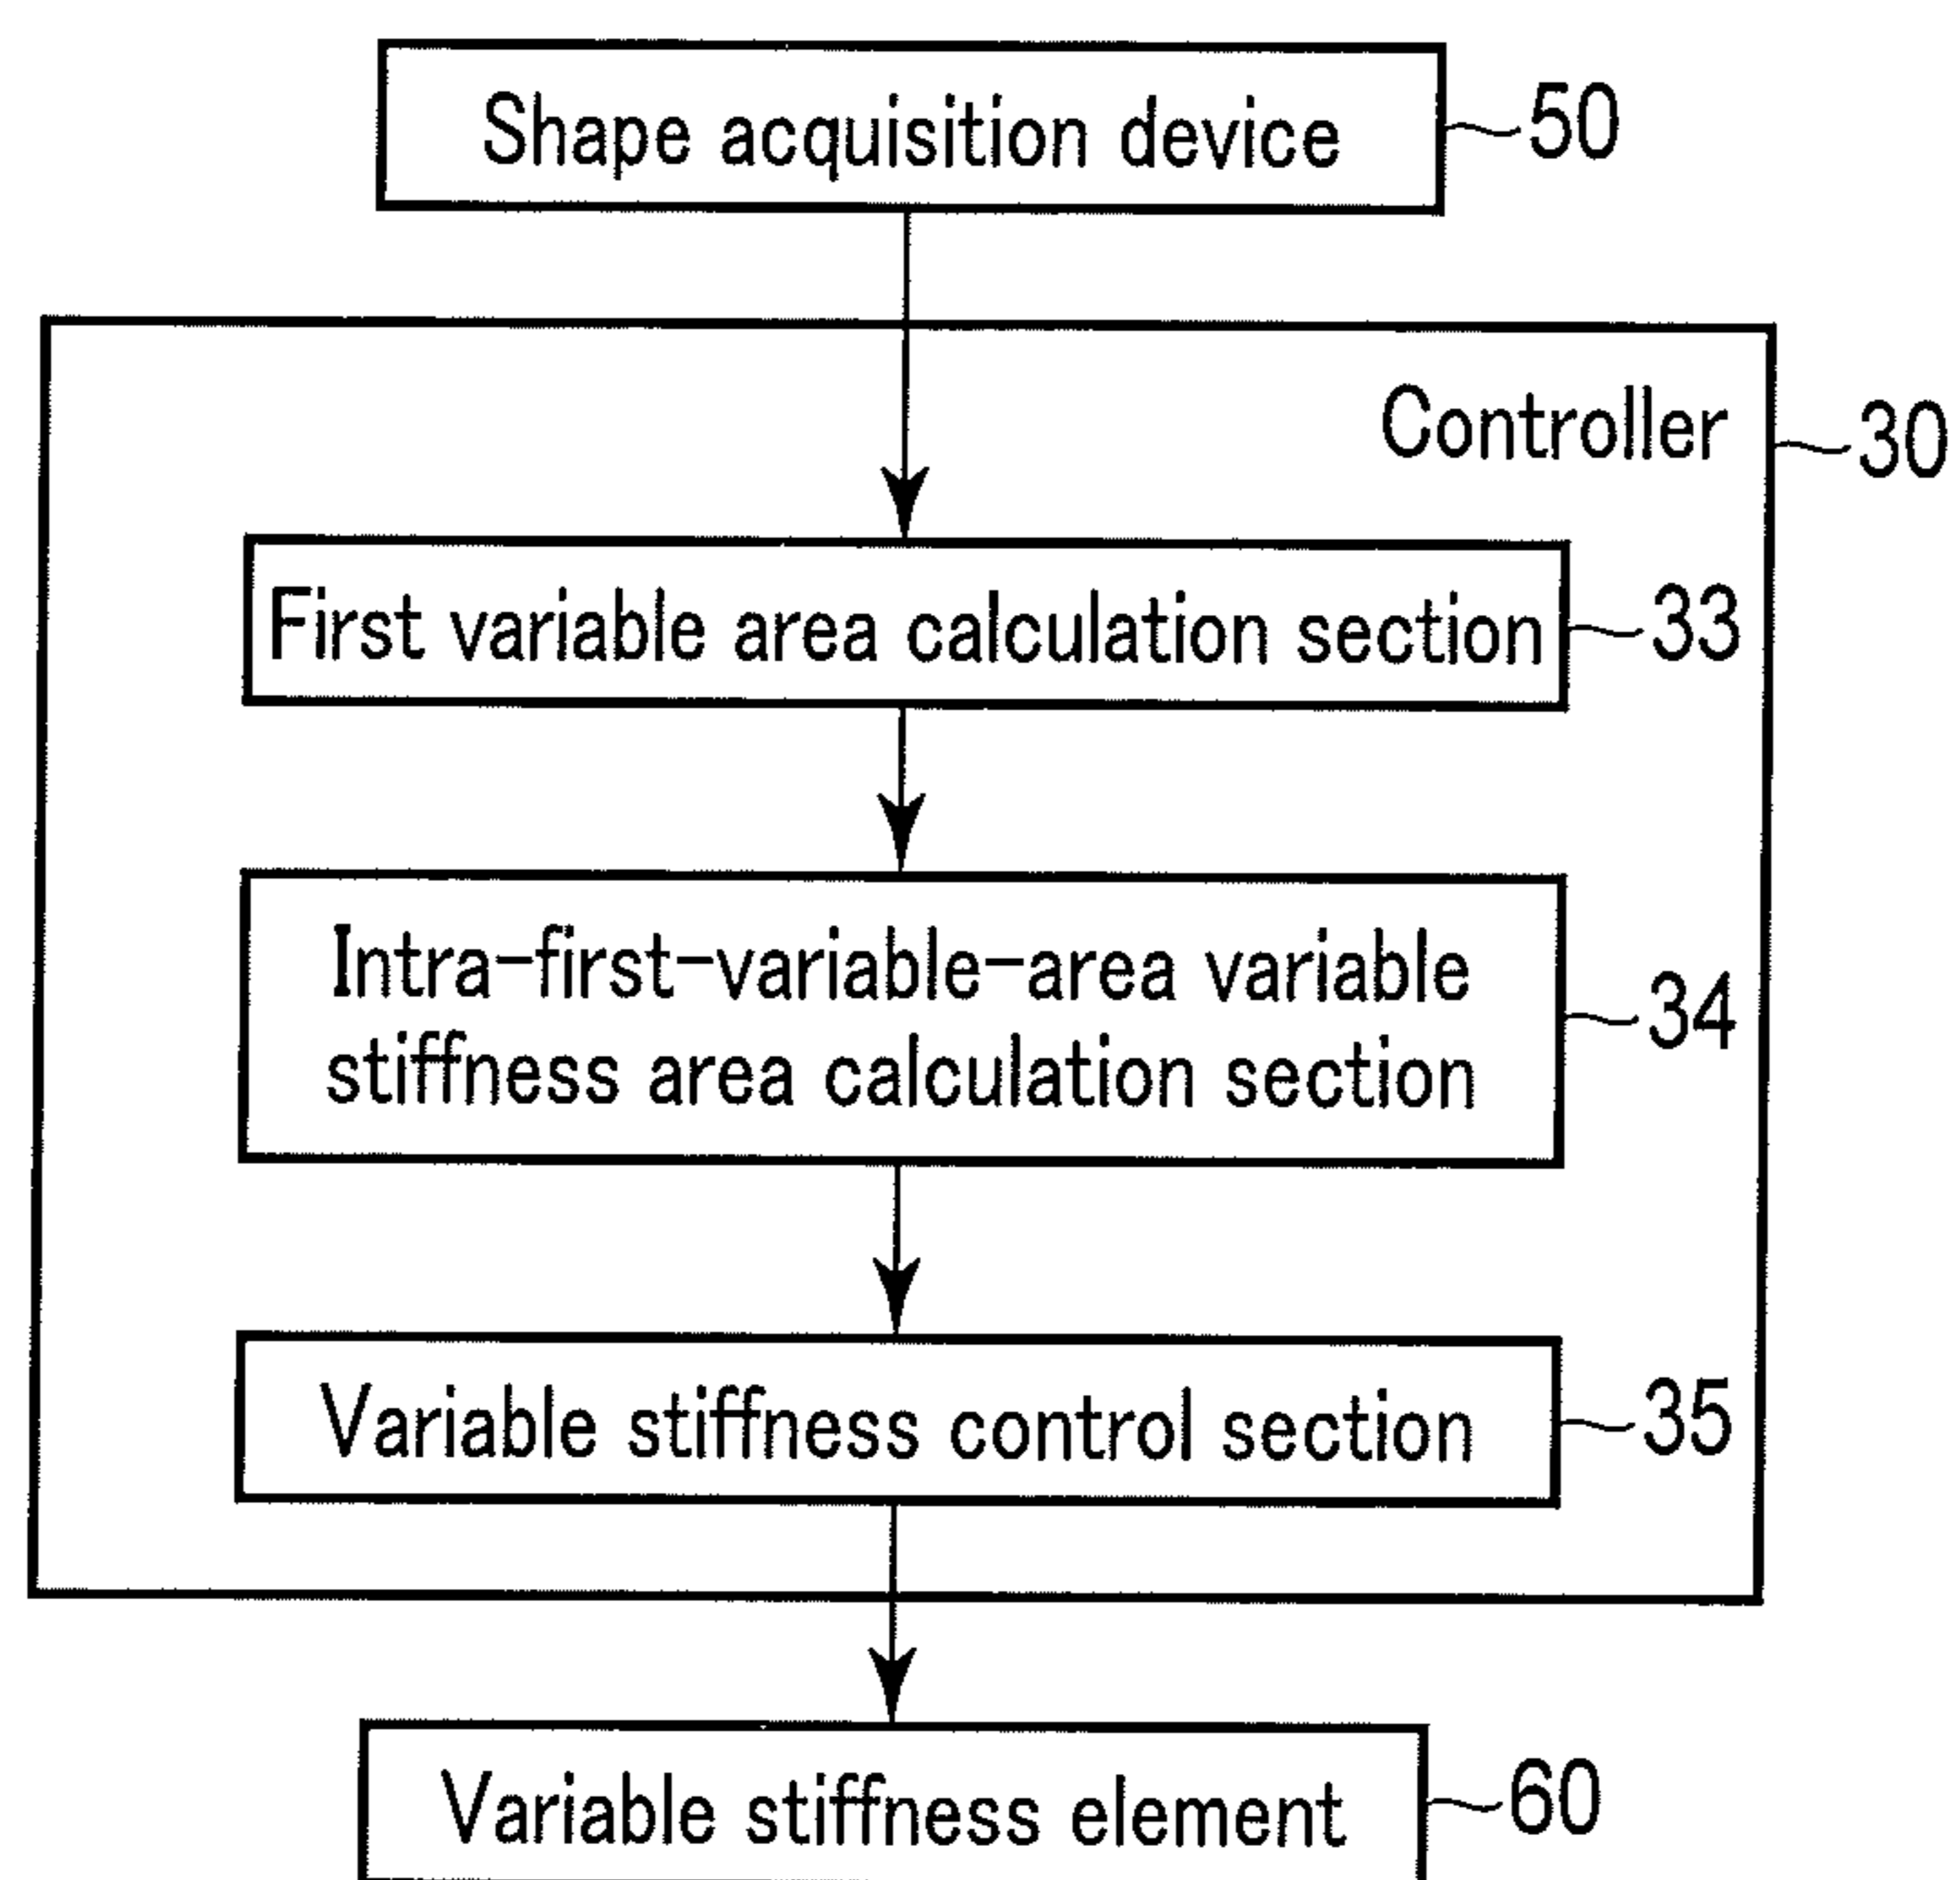 Shape acquisition device
50
Controller
30
First variable area calculation section
33
Intra-first-variable-area variable
stiffness area calculation section
34
Variable stiffness control section
35
Variable stiffness element
60